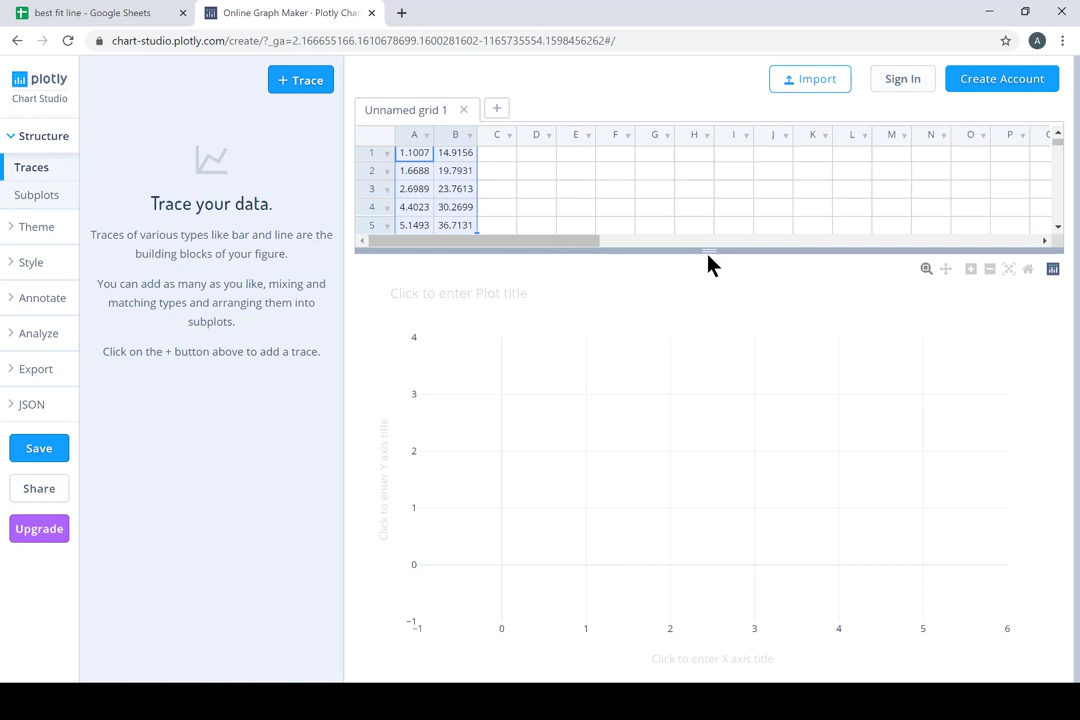 best fit line - Google Sheets
Online Graph Maker · Plotly Cha
chart-studio.plotly.com/create/?_ga=2.166655166.1610678699.1600281602-1165735554.1598456262#/
A
plotly
Chart Studio
+ Trace
Import
Sign In
Create Account
Structure
Traces
Subplots
Theme
Style
Annotate
Analyze
Export
JSON
Save
Share
Upgrade
Trace your data.
Traces of various types like bar and line are the
building blocks of your figure.
You can add as many as you like, mixing and
matching types and arranging them into
subplots.
Click on the + button above to add a trace.
Unnamed grid 1
A B C D E F G H I J K L M N O P
1 1.1007 14.9156
2 1.6688 19.7931
3 2.6989 23.7613
4 4.4023 30.2699
5 5.1493 36.7131
Click to enter Plot title
4
3
2
1
0
−1
Click to enter Y axis title
−1 0 1 2 3 4 5 6
Click to enter X axis title